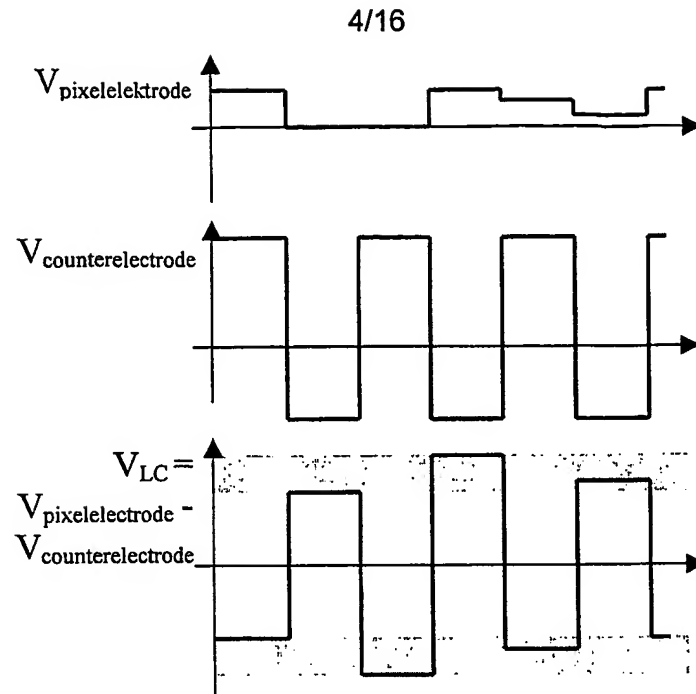 4/16
Vpixelelektrode
Vcounterelectrode
VLC =
Vpixelelectrode -
Vcounterelectrode